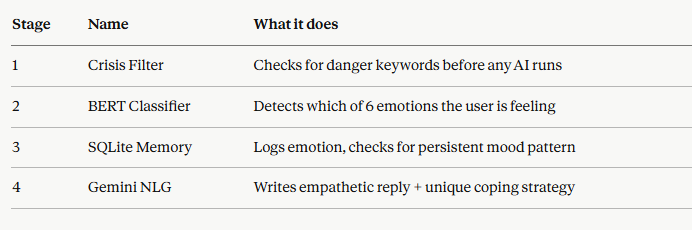 Stage Name What it does
1 Crisis Filter Checks for danger keywords before any AI runs
2 BERT Classifier Detects which of 6 emotions the user is feeling
3 SQLite Memory Logs emotion, checks for persistent mood pattern
4 Gemini NLG Writes empathetic reply + unique coping strategy